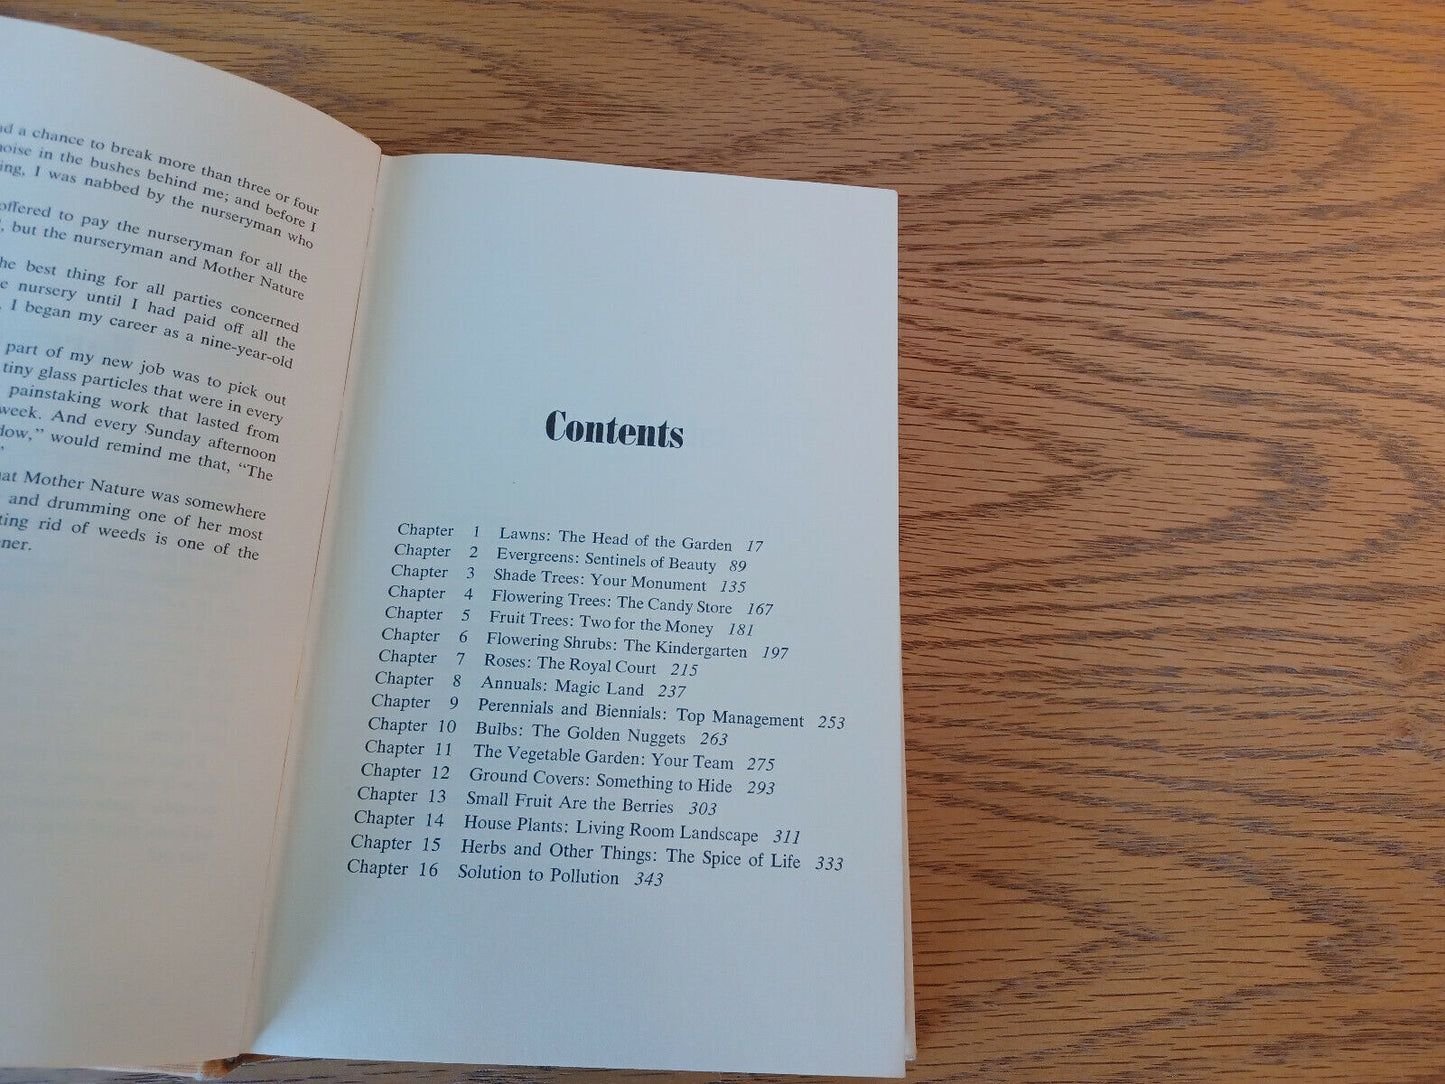 a chance to break more than three or four
noise in the bushes behind me; and before I
I was nabbed by the nurseryman who
offered to pay the nurseryman for all the
but the nurseryman and Mother Nature
the best thing for all parties concerned
nursery until I had paid off all the
I began my career as a nine-year-old
part of my new job was to pick out
tiny glass particles that were in every
painstaking work that lasted from
week. And every Sunday afternoon
would remind me that, “The
”
Mother Nature was somewhere
and drumming one of her most
rid of weeds is one of the
Contents
Chapter 1 Lawns: The Head of the Garden 17
Chapter 2 Evergreens: Sentinels of Beauty 89
Chapter 3 Shade Trees: Your Monument 135
Chapter 4 Flowering Trees: The Candy Store 167
Chapter 5 Fruit Trees: Two for the Money 181
Chapter 6 Flowering Shrubs: The Kindergarten 197
Chapter 7 Roses: The Royal Court 215
Chapter 8 Annuals: Magic Land 237
Chapter 9 Perennials and Biennials: Top Management 253
Chapter 10 Bulbs: The Golden Nuggets 263
Chapter 11 The Vegetable Garden: Your Team 275
Chapter 12 Ground Covers: Something to Hide 293
Chapter 13 Small Fruit Are the Berries 303
Chapter 14 House Plants: Living Room Landscape 311
Chapter 15 Herbs and Other Things: The Spice of Life 333
Chapter 16 Solution to Pollution 343